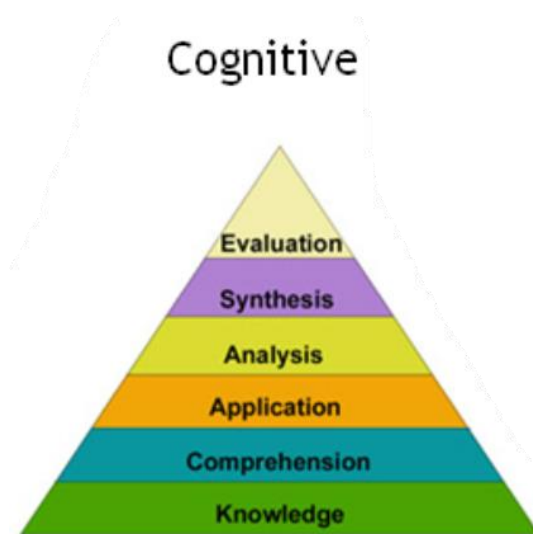 Cognitive
Evaluation
Synthesis
Analysis
Application
Comprehension
Knowledge